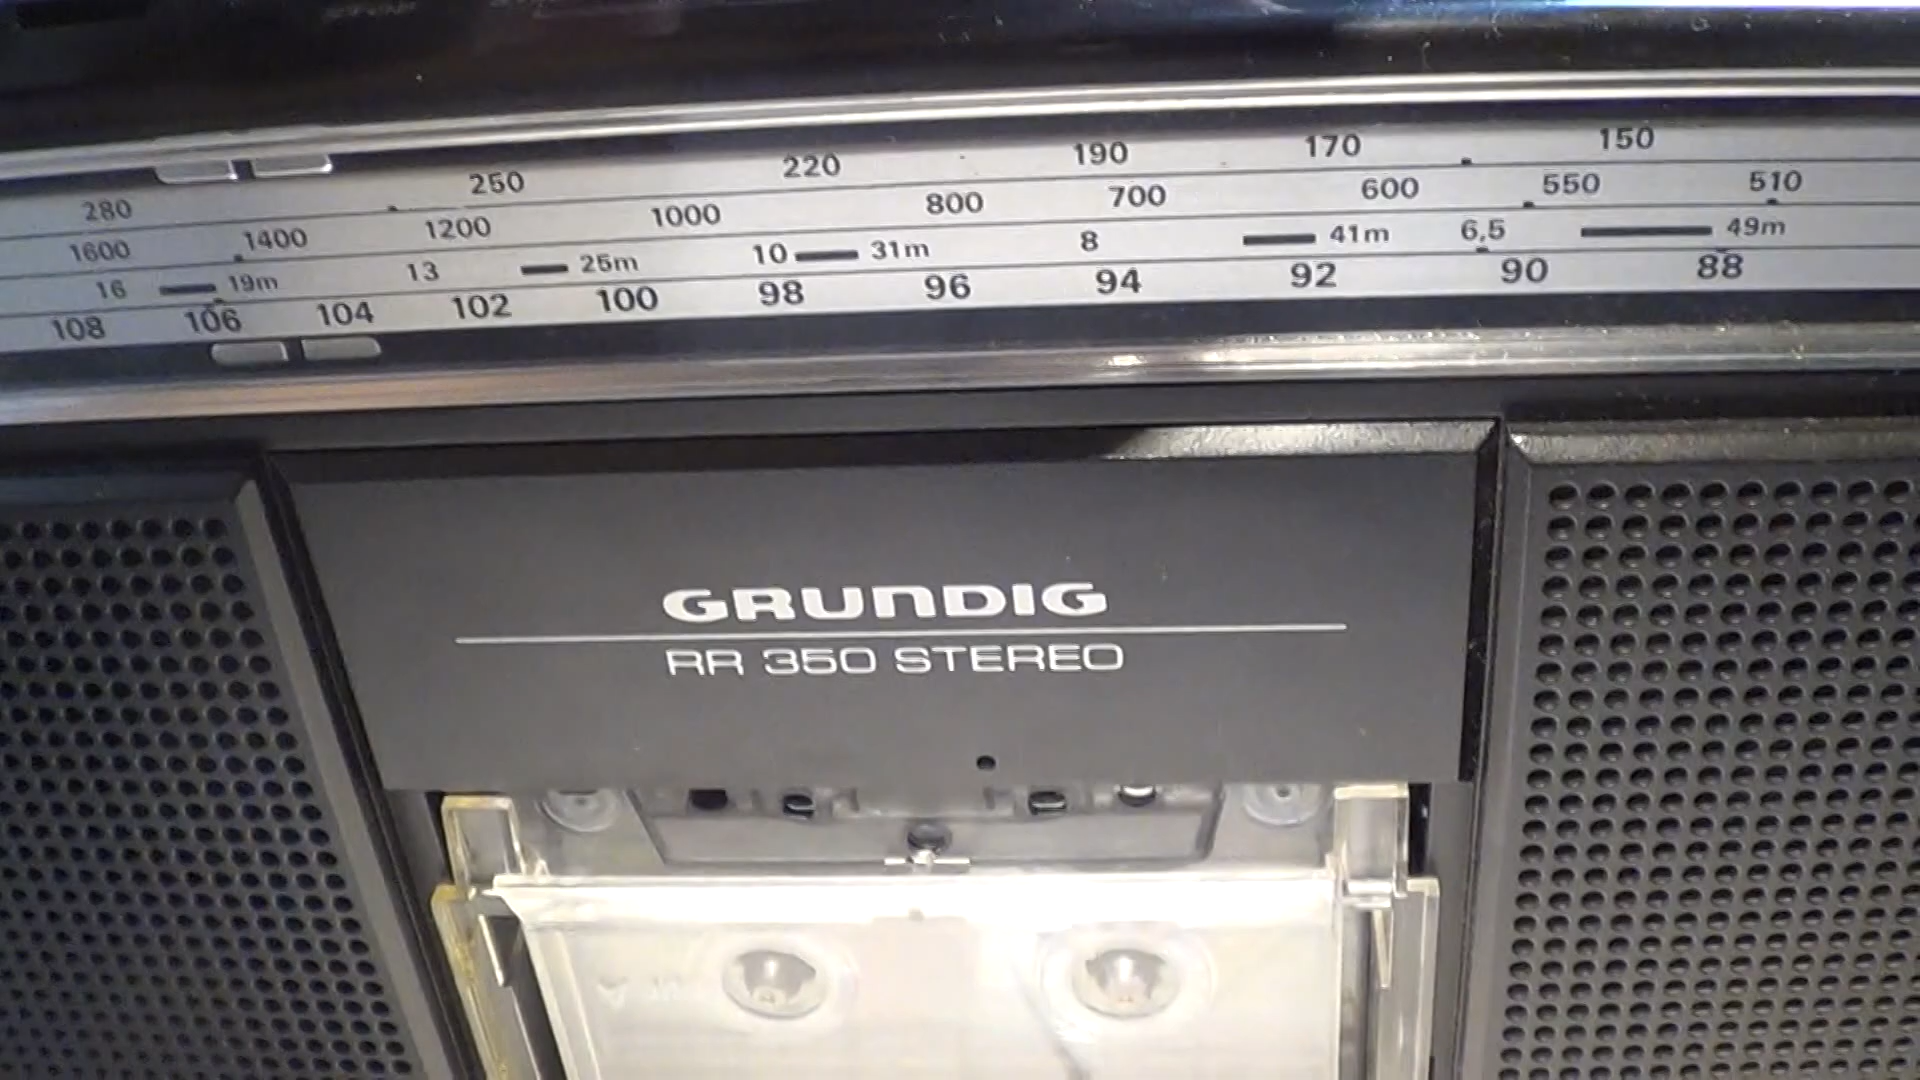 280 250 220 190 170 150
1600 1400 1200 1000 800 700 600 550 510
16 19m 13 25m 10 31m 8 41m 6,5 49m
108 106 104 102 100 98 96 94 92 90 88
GRUNDIG
RR 350 STEREO